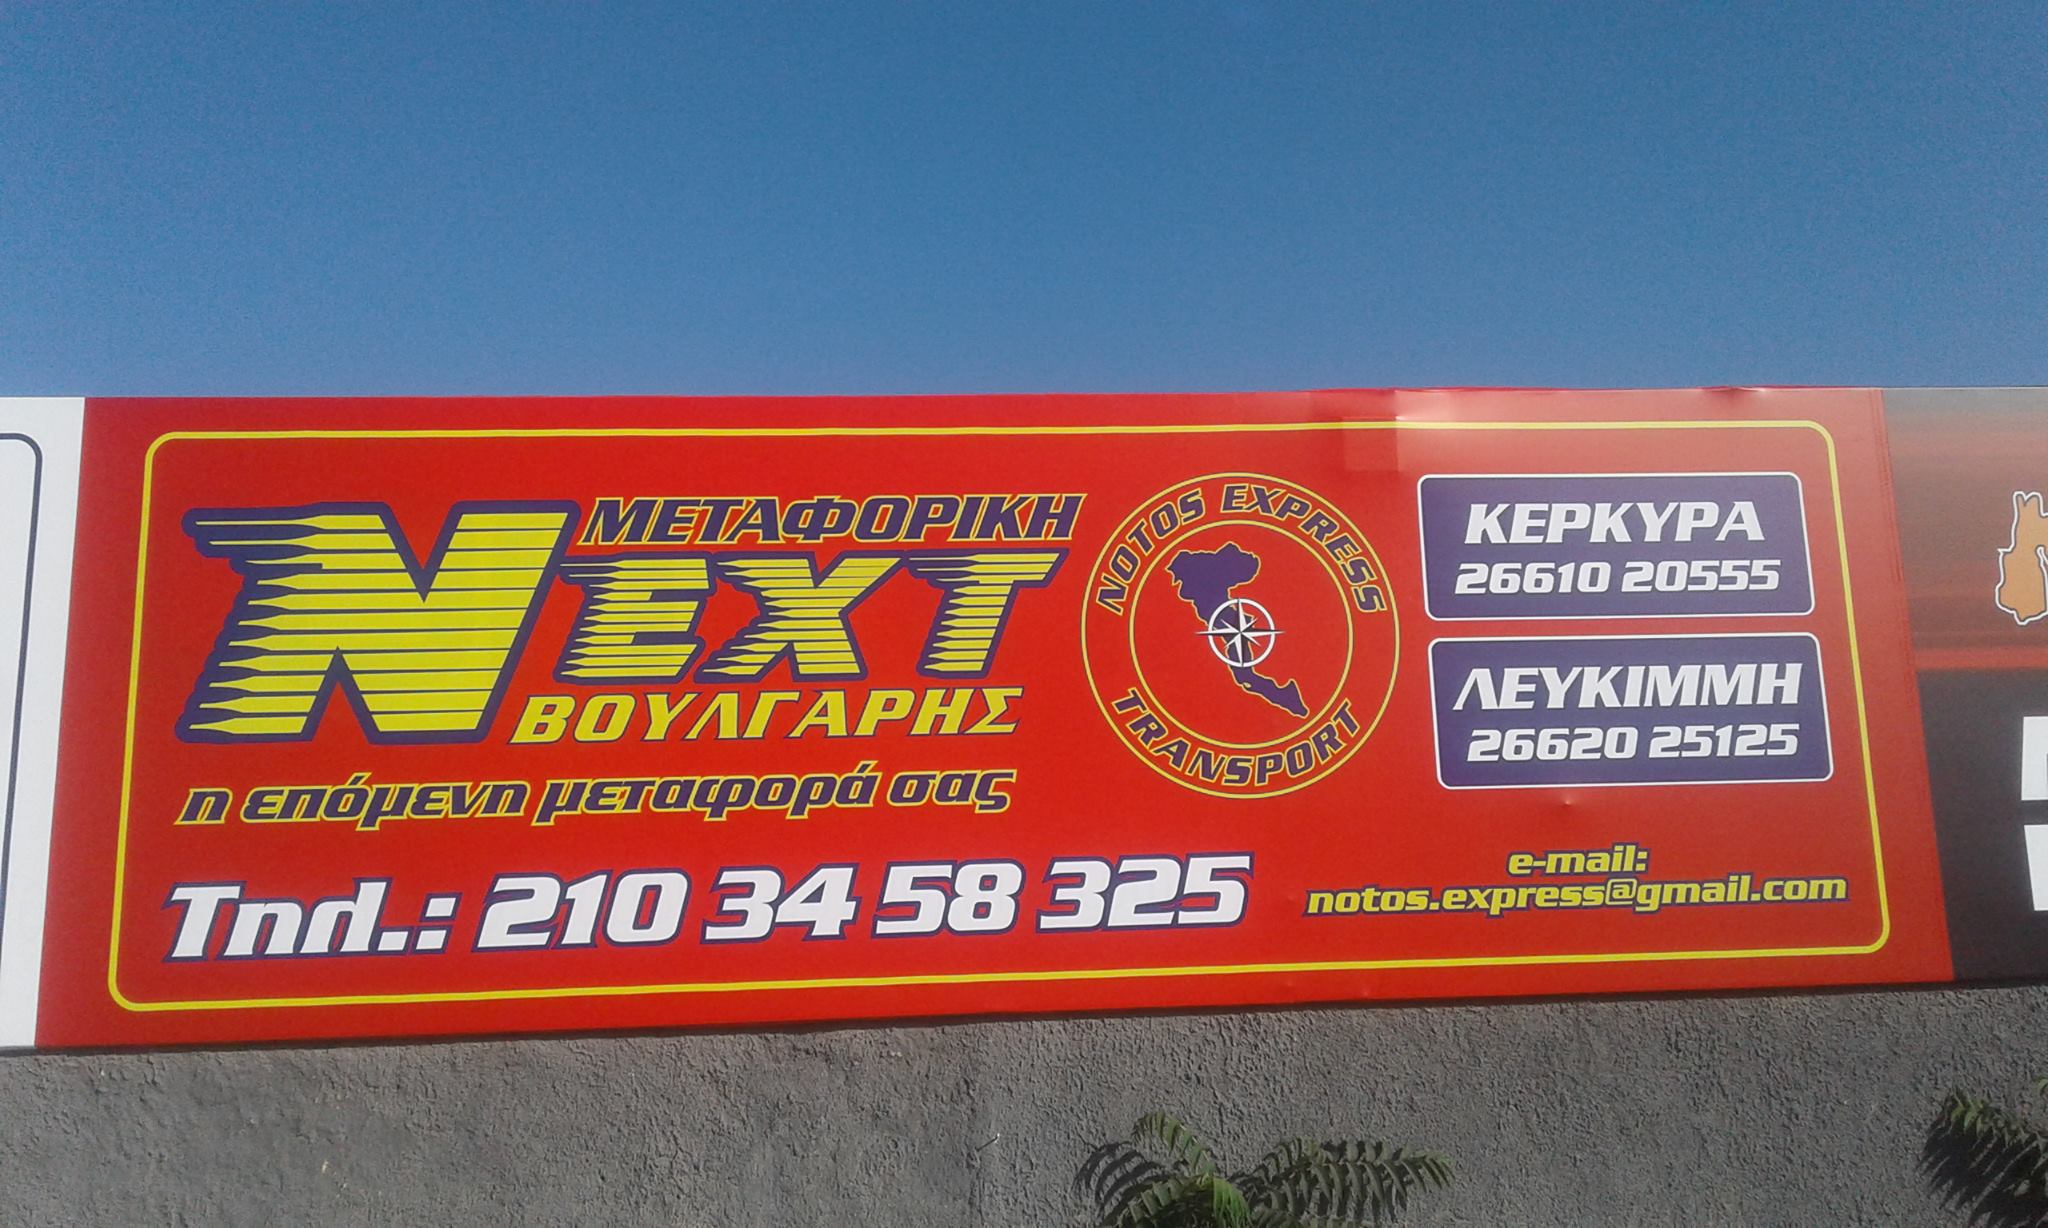 ΜΕΤΑΦΟΡΙΚΗ
NEXT
ΒΟΥΛΓΑΡΗΣ
η επόμενη μεταφορά σας
Τηλ.: 210 34 58 325
NOTOS EXPRESS
TRANSPORT
ΚΕΡΚΥΡΑ
26610 20555
ΛΕΥΚΙΜΜΗ
26620 25125
e-mail:
notos.express@gmail.com